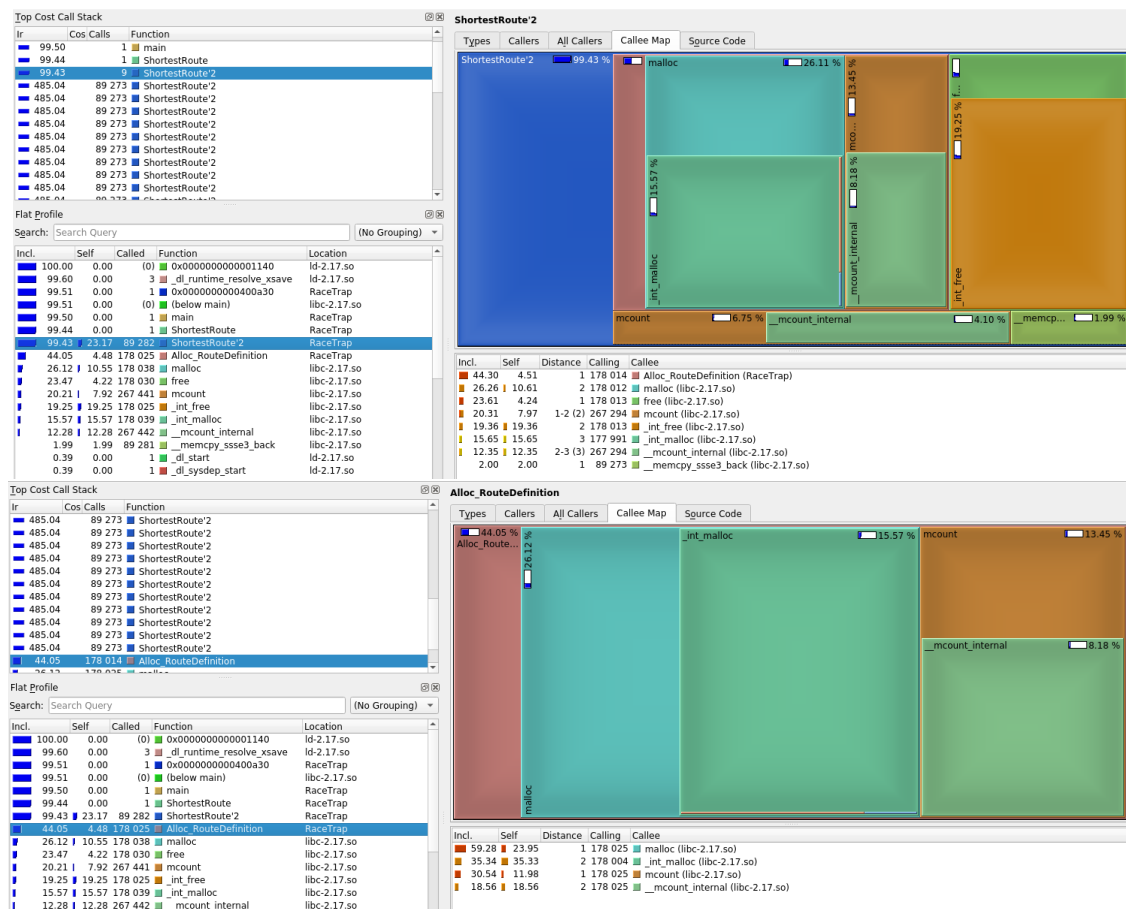 Top Cost Call Stack
Ir Cos Calls Function
99.50 1 main
99.44 1 ShortestRoute
99.43 9 ShortestRoute'2
485.04 89 273 ShortestRoute'2
485.04 89 273 ShortestRoute'2
485.04 89 273 ShortestRoute'2
485.04 89 273 ShortestRoute'2
485.04 89 273 ShortestRoute'2
485.04 89 273 ShortestRoute'2
485.04 89 273 ShortestRoute'2
485.04 89 273 ShortestRoute'2
485.04 89 273 ShortestRoute'2
Flat Profile
Search: Search Query (No Grouping)
Incl. Self Called Function Location
100.00 0.00 (0) 0x0000000000001140 ld-2.17.so
99.60 0.00 3 _dl_runtime_resolve_xsave ld-2.17.so
99.51 0.00 1 0x0000000000400a30 RaceTrap
99.51 0.00 (0) (below main) libc-2.17.so
99.50 0.00 1 main RaceTrap
99.44 0.00 1 ShortestRoute RaceTrap
99.43 23.17 89 282 ShortestRoute'2 RaceTrap
44.05 4.48 178 025 Alloc_RouteDefinition RaceTrap
26.12 10.55 178 038 malloc libc-2.17.so
23.47 4.22 178 030 free libc-2.17.so
20.21 7.92 267 441 mcount libc-2.17.so
19.25 19.25 178 025 _int_free libc-2.17.so
15.57 15.57 178 039 _int_malloc libc-2.17.so
12.28 12.28 267 442 __mcount_internal libc-2.17.so
1.99 1.99 89 281 __memcpy_ssse3_back libc-2.17.so
0.39 0.00 1 _dl_start ld-2.17.so
0.39 0.00 1 _dl_sysdep_start ld-2.17.so
ShortestRoute'2
Types Callers All Callers Callee Map Source Code
ShortestRoute'2 99.43 %
malloc 26.11 %
_int_malloc 15.57 %
mco... 13.45 %
__mcount_internal 8.18 %
f...
_int_free 19.25 %
mcount 6.75 %
__mcount_internal 4.10 %
__memcp... 1.99 %
Incl. Self Distance Calling Callee
44.30 4.51 1 178 014 Alloc_RouteDefinition (RaceTrap)
26.26 10.61 2 178 012 malloc (libc-2.17.so)
23.61 4.24 1 178 013 free (libc-2.17.so)
20.31 7.97 1-2 (2) 267 294 mcount (libc-2.17.so)
19.36 19.36 2 178 013 _int_free (libc-2.17.so)
15.65 15.65 3 177 991 _int_malloc (libc-2.17.so)
12.35 12.35 2-3 (3) 267 294 __mcount_internal (libc-2.17.so)
2.00 2.00 1 89 273 __memcpy_ssse3_back (libc-2.17.so)
Top Cost Call Stack
Ir Cos Calls Function
485.04 89 273 ShortestRoute'2
485.04 89 273 ShortestRoute'2
485.04 89 273 ShortestRoute'2
485.04 89 273 ShortestRoute'2
485.04 89 273 ShortestRoute'2
485.04 89 273 ShortestRoute'2
485.04 89 273 ShortestRoute'2
485.04 89 273 ShortestRoute'2
485.04 89 273 ShortestRoute'2
485.04 89 273 ShortestRoute'2
485.04 89 273 ShortestRoute'2
44.05 178 014 Alloc_RouteDefinition
Flat Profile
Search: Search Query (No Grouping)
Incl. Self Called Function Location
100.00 0.00 (0) 0x0000000000001140 ld-2.17.so
99.60 0.00 3 _dl_runtime_resolve_xsave ld-2.17.so
99.51 0.00 1 0x0000000000400a30 RaceTrap
99.51 0.00 (0) (below main) libc-2.17.so
99.50 0.00 1 main RaceTrap
99.44 0.00 1 ShortestRoute RaceTrap
99.43 23.17 89 282 ShortestRoute'2 RaceTrap
44.05 4.48 178 025 Alloc_RouteDefinition RaceTrap
26.12 10.55 178 038 malloc libc-2.17.so
23.47 4.22 178 030 free libc-2.17.so
20.21 7.92 267 441 mcount libc-2.17.so
19.25 19.25 178 025 _int_free libc-2.17.so
15.57 15.57 178 039 _int_malloc libc-2.17.so
12.28 12.28 267 442 __mcount_internal libc-2.17.so
Alloc_RouteDefinition
Types Callers All Callers Callee Map Source Code
44.05 %
Alloc_Route...
malloc 26.12 %
_int_malloc 15.57 %
mcount 13.45 %
__mcount_internal 8.18 %
Incl. Self Distance Calling Callee
59.28 23.95 1 178 025 malloc (libc-2.17.so)
35.34 35.33 2 178 004 _int_malloc (libc-2.17.so)
30.54 11.98 1 178 025 mcount (libc-2.17.so)
18.56 18.56 2 178 025 __mcount_internal (libc-2.17.so)